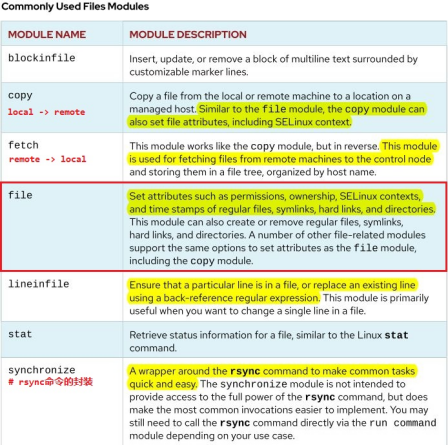 Commonly Used Files Modules
MODULE NAME MODULE DESCRIPTION
blockinfile
Insert, update, or remove a block of multiline text surrounded by
customizable marker lines.
copy
local -> remote
Copy a file from the local or remote machine to a location on a
managed host. Similar to the file module, the copy module can
also set file attributes, including SELinux context.
fetch
remote -> local
This module works like the copy module, but in reverse. This module
is used for fetching files from remote machines to the control node
and storing them in a file tree, organized by host name.
file
Set attributes such as permissions, ownership, SELinux contexts,
and time stamps of regular files, symlinks, hard links, and directories.
This module can also create or remove regular files, symlinks,
hard links, and directories. A number of other file-related modules
support the same options to set attributes as the file module,
including the copy module.
lineinfile
Ensure that a particular line is in a file, or replace an existing line
using a back-reference regular expression. This module is primarily
useful when you want to change a single line in a file.
stat
Retrieve status information for a file, similar to the Linux stat
command.
synchronize
# rsync命令的封装
A wrapper around the rsync command to make common tasks
quick and easy. The synchronize module is not intended to
provide access to the full power of the rsync command, but does
make the most common invocations easier to implement. You may
still need to call the rsync command directly via the run command
module depending on your use case.